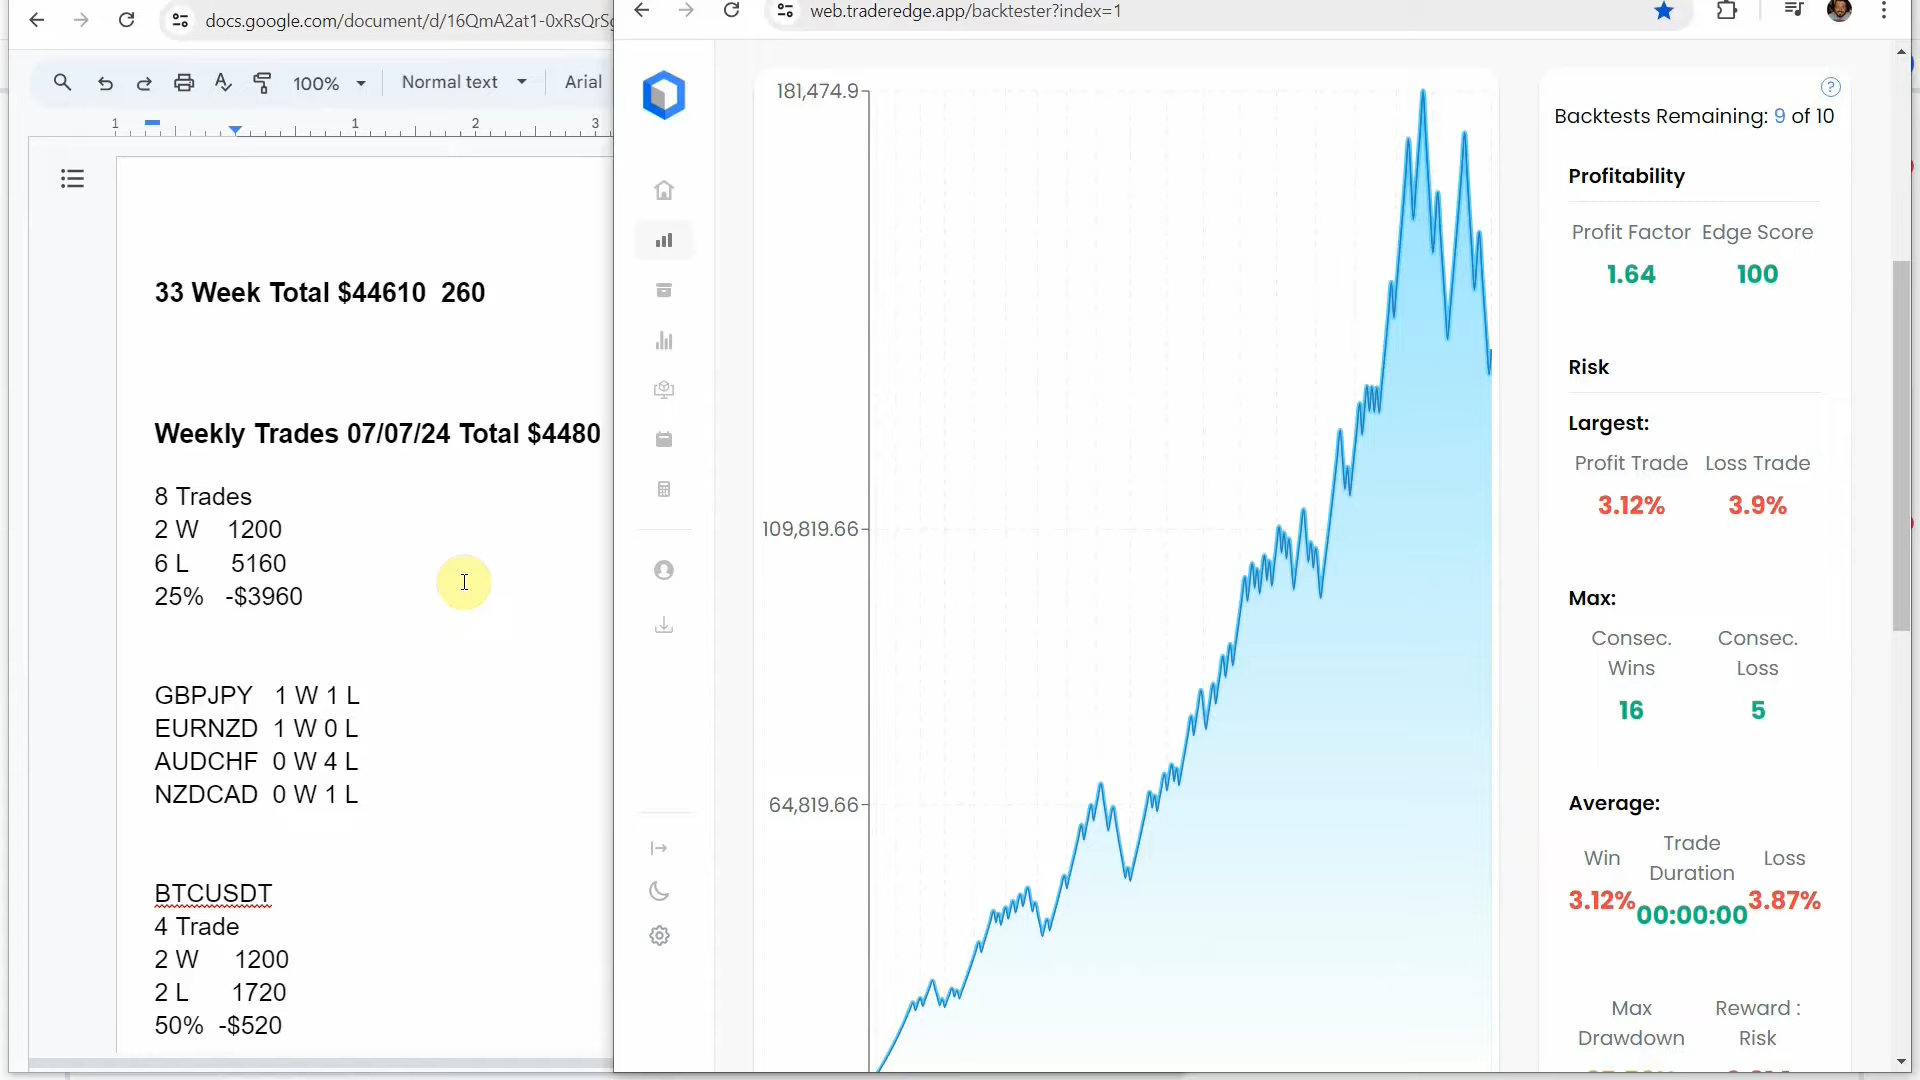 docs.google.com/document/d/16QmA2at1-0xRsQrS
100%
Normal text
Arial
1 1 2 3
33 Week Total $44610 260
Weekly Trades 07/07/24 Total $4480
8 Trades
2 W 1200
6 L 5160
25% -$3960
GBPJPY 1 W 1 L
EURNZD 1 W 0 L
AUDCHF 0 W 4 L
NZDCAD 0 W 1 L
BTCUSDT
4 Trade
2 W 1200
2 L 1720
50% -$520
web.traderedge.app/backtester?index=1
181,474.9
109,819.66
64,819.66
Backtests Remaining: 9 of 10
Profitability
Profit Factor Edge Score
1.64 100
Risk
Largest:
Profit Trade Loss Trade
3.12% 3.9%
Max:
Consec. Wins
Consec. Loss
16 5
Average:
Win
Trade Duration
Loss
3.12% 00:00:00 3.87%
Max Drawdown
Reward : Risk